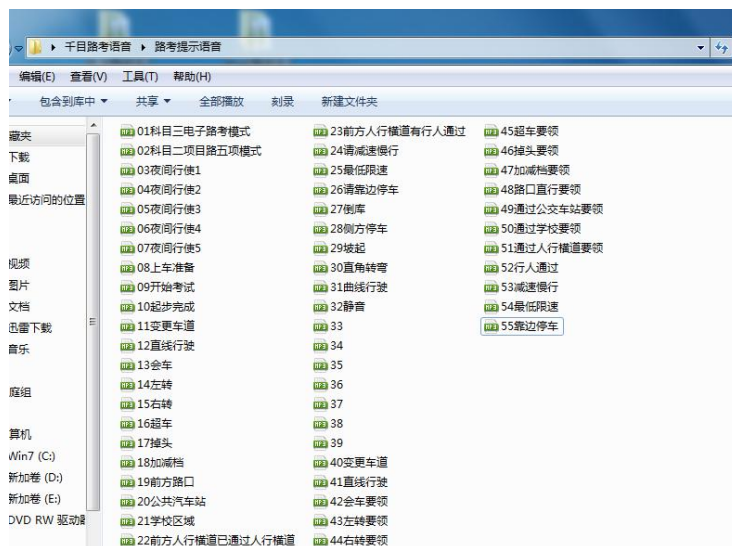 千目路考语音 ▸ 路考提示语音
编辑(E) 查看(V) 工具(T) 帮助(H)
包含到库中 共享 全部播放 刻录 新建文件夹
藏夹
下载
桌面
最近访问的位置
视频
图片
文档
迅雷下载
音乐
庭组
算机
Win7 (C:)
新加卷 (D:)
新加卷 (E:)
DVD RW 驱动
01科目三电子路考模式
02科目二项目路五项模式
03夜间行使1
04夜间行使2
05夜间行使3
06夜间行使4
07夜间行使5
08上车准备
09开始考试
10起步完成
11变更车道
12直线行驶
13会车
14左转
15右转
16超车
17掉头
18加减档
19前方路口
20公共汽车站
21学校区域
22前方人行横道已通过人行横道
23前方人行横道有行人通过
24请减速慢行
25最低限速
26请靠边停车
27倒库
28侧方停车
29坡起
30直角转弯
31曲线行驶
32静音
33
34
35
36
37
38
39
40变更车道
41直线行驶
42会车要领
43左转要领
44右转要领
45超车要领
46掉头要领
47加减档要领
48路口直行要领
49通过公交车站要领
50通过学校要领
51通过人行横道要领
52行人通过
53减速慢行
54最低限速
55靠边停车